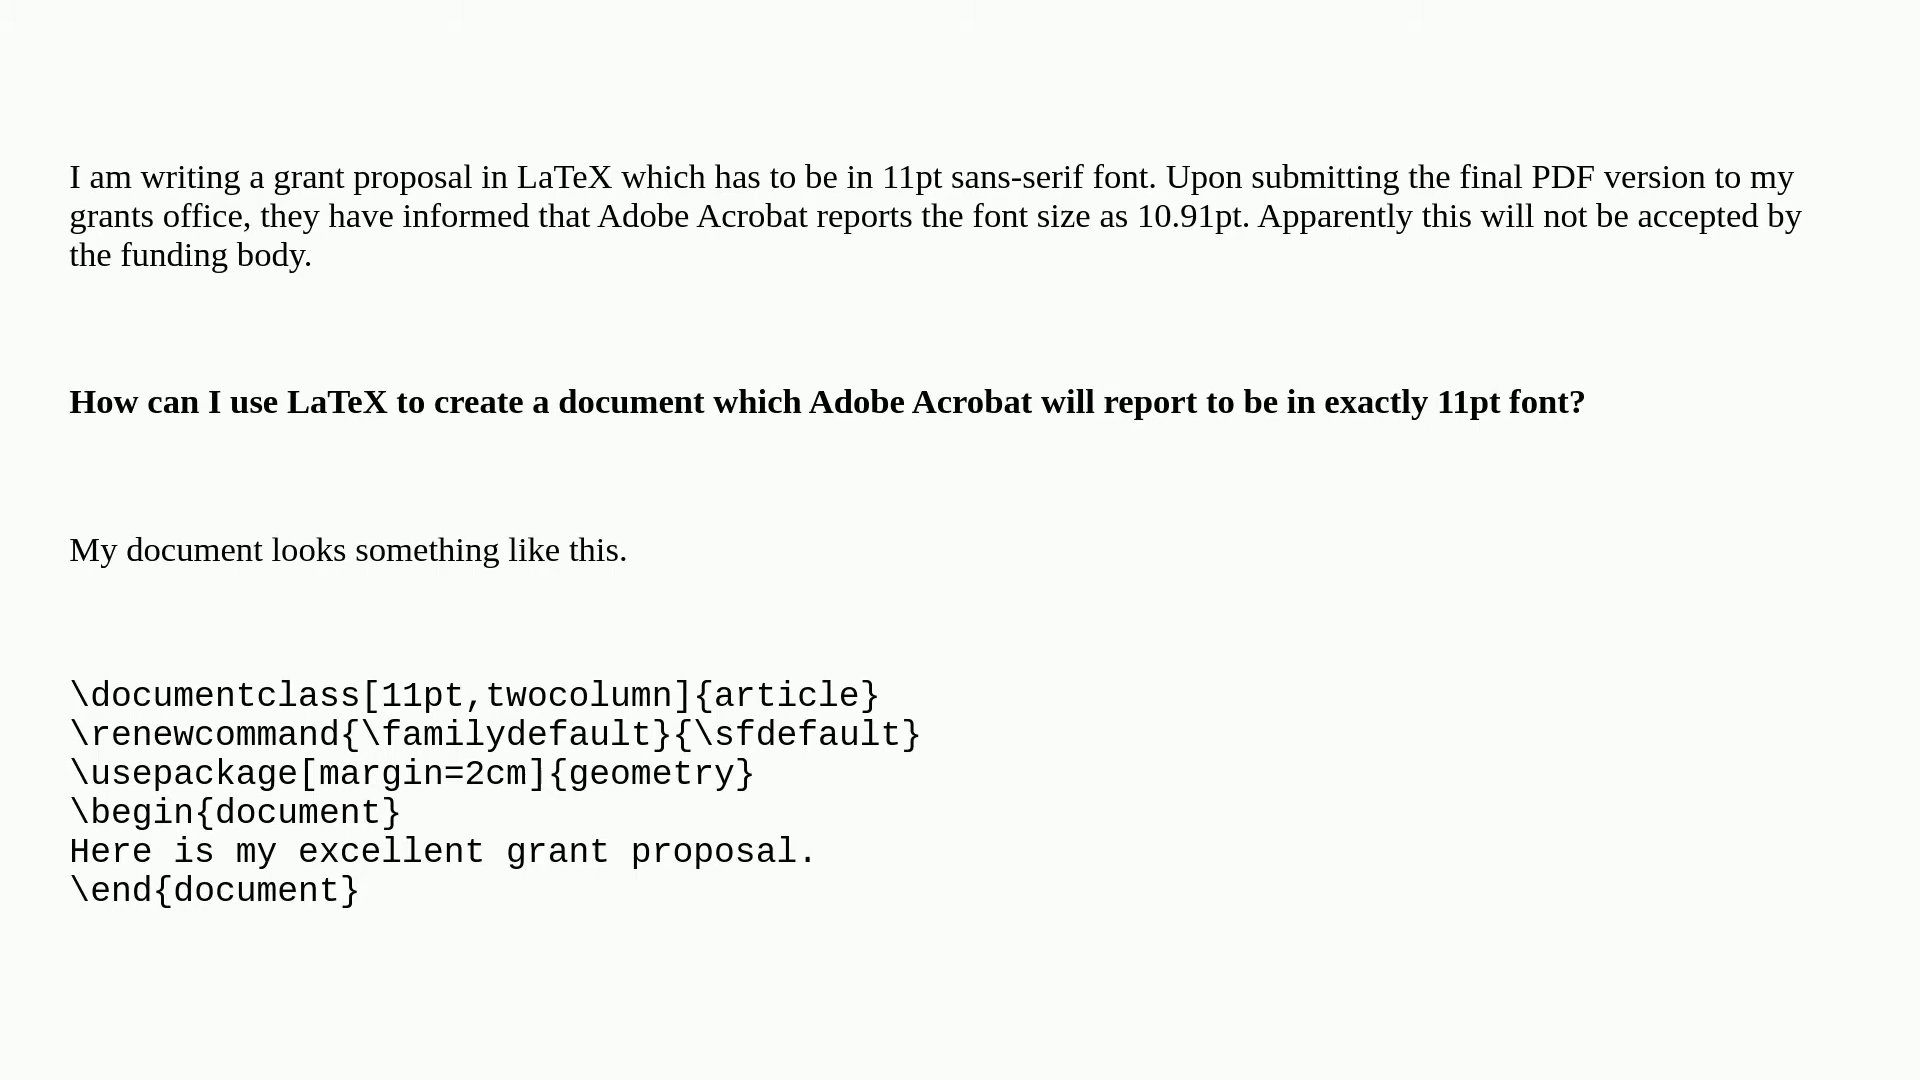 I am writing a grant proposal in LaTeX which has to be in 11pt sans-serif font. Upon submitting the final PDF version to my
grants office, they have informed that Adobe Acrobat reports the font size as 10.91pt. Apparently this will not be accepted by
the funding body.
How can I use LaTeX to create a document which Adobe Acrobat will report to be in exactly 11pt font?
My document looks something like this.
\documentclass[11pt,twocolumn]{article}
\renewcommand{\familydefault}{\sfdefault}
\usepackage[margin=2cm]{geometry}
\begin{document}
Here is my excellent grant proposal.
\end{document}